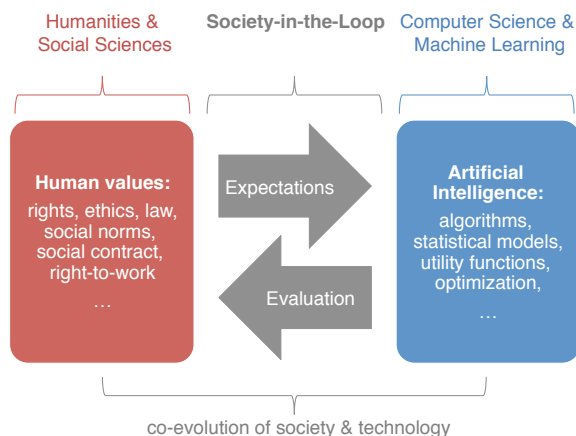 Humanities &
Social Sciences
Society-in-the-Loop
Computer Science &
Machine Learning
Human values:
rights, ethics, law,
social norms,
social contract,
right-to-work
...
Expectations
Evaluation
Artificial
Intelligence:
algorithms,
statistical models,
utility functions,
optimization,
...
co-evolution of society & technology